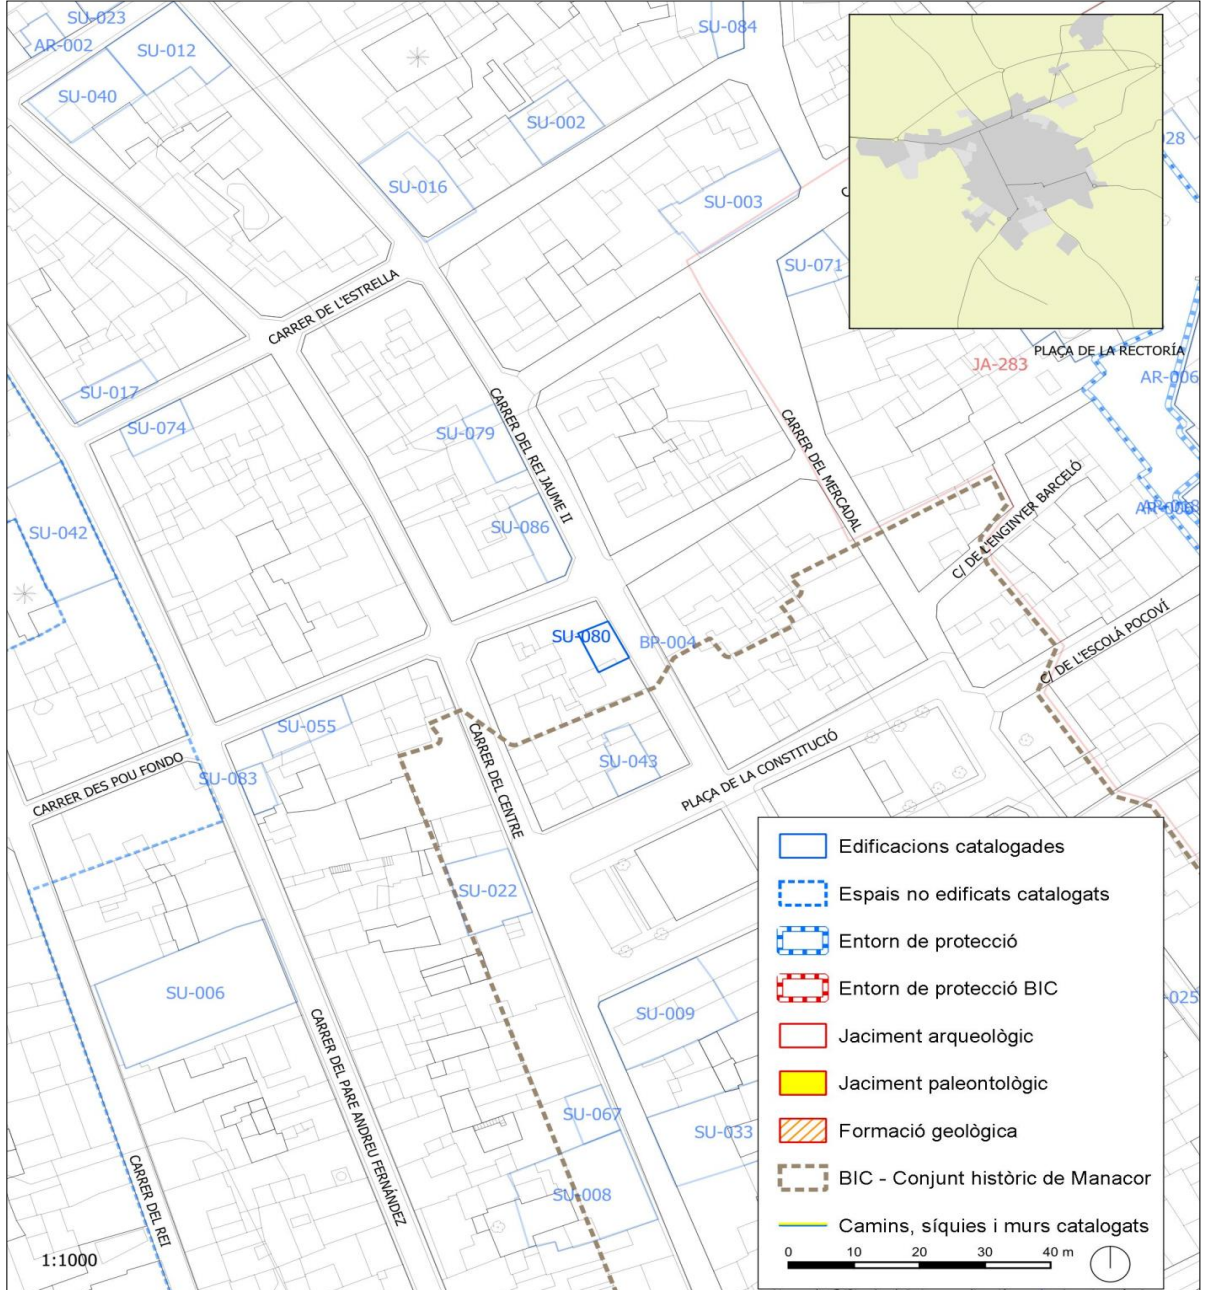 SU-023
AR-002
SU-012
SU-040
SU-084
SU-002
SU-016
SU-003
SU-071
CARRER DE L'ESTRELLA
PLAÇA DE LA RECTORÍA
JA-283
AR-006
SU-017
SU-074
SU-079
CARRER DEL REI JAUME II
CARRER DEL MERCADAL
SU-042
SU-086
C/ DE L'ENGINYER BARCELÓ
C/ DE L'ESCOLÁ POCOVÍ
SU-080
BP-004
SU-055
SU-083
CARRER DES POU FONDO
CARRER DEL CENTRE
SU-043
PLAÇA DE LA CONSTITUCIÓ
SU-022
SU-006
SU-009
CARRER DEL PARE ANDREU FERNÁNDEZ
SU-067
SU-033
SU-008
CARRER DEL REI
1:1000
Edificacions catalogades
Espais no edificats catalogats
Entorn de protecció
Entorn de protecció BIC
Jaciment arqueològic
Jaciment paleontològic
Formació geològica
BIC - Conjunt històric de Manacor
Camins, síquies i murs catalogats
0 10 20 30 40 m